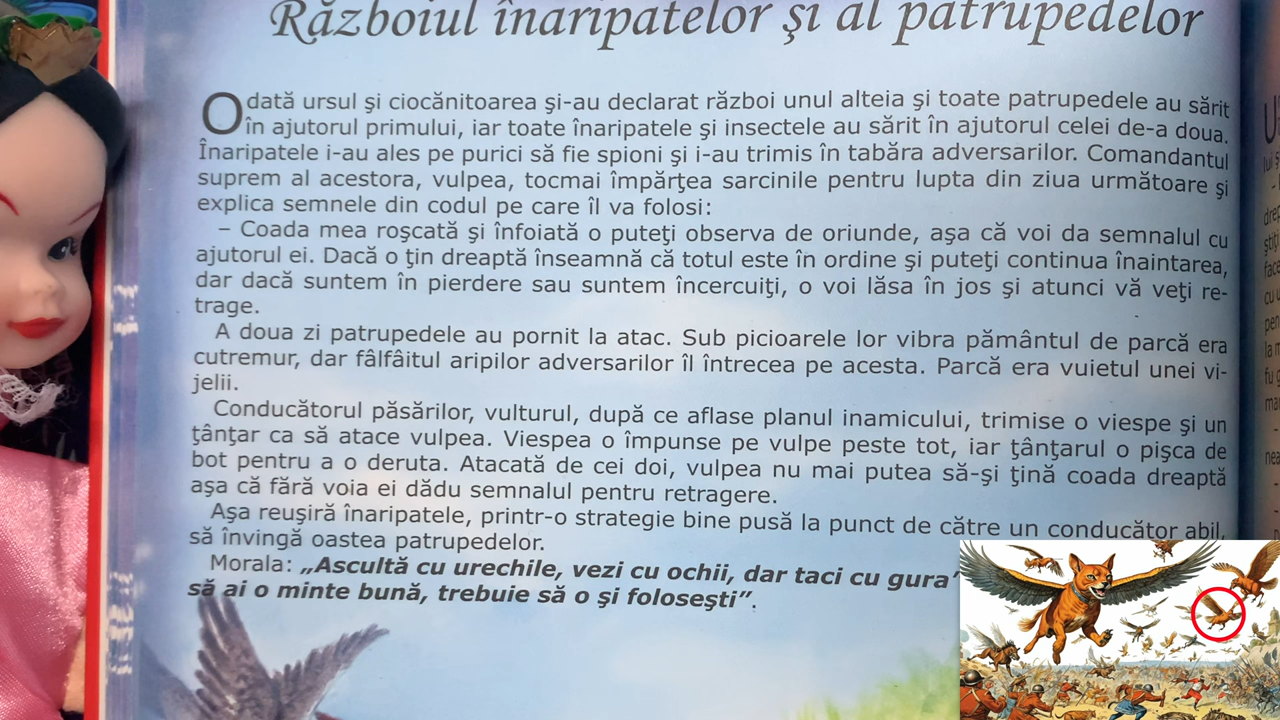 Războiul înaripatelor şi al patrupedelor
Odată ursul şi ciocănitoarea şi-au declarat război unul alteia şi toate patrupedele au sărit
în ajutorul primului, iar toate înaripatele şi insectele au sărit în ajutorul celei de-a doua.
Înaripatele i-au ales pe purici să fie spioni şi i-au trimis în tabăra adversarilor. Comandantul
suprem al acestora, vulpea, tocmai împărţea sarcinile pentru lupta din ziua următoare şi
explica semnele din codul pe care îl va folosi:
– Coada mea roşcată şi înfoiată o puteţi observa de oriunde, aşa că voi da semnalul cu
ajutorul ei. Dacă o ţin dreaptă înseamnă că totul este în ordine şi puteţi continua înaintarea,
dar dacă suntem în pierdere sau suntem încercuiţi, o voi lăsa în jos şi atunci vă veţi re-
trage.
A doua zi patrupedele au pornit la atac. Sub picioarele lor vibra pământul de parcă era
cutremur, dar fâlfâitul aripilor adversarilor îl întrecea pe acesta. Parcă era vuietul unei vi-
jelii.
Conducătorul păsărilor, vulturul, după ce aflase planul inamicului, trimise o viespe şi un
ţânţar ca să atace vulpea. Viespea o împunse pe vulpe peste tot, iar ţânţarul o pişca de
bot pentru a o deruta. Atacată de cei doi, vulpea nu mai putea să-şi ţină coada dreaptă
aşa că fără voia ei dădu semnalul pentru retragere.
Aşa reuşiră înaripatele, printr-o strategie bine pusă la punct de către un conducător abil,
să învingă oastea patrupedelor.
Morala: „Ascultă cu urechile, vezi cu ochii, dar taci cu gura”
să ai o minte bună, trebuie să o şi foloseşti”.